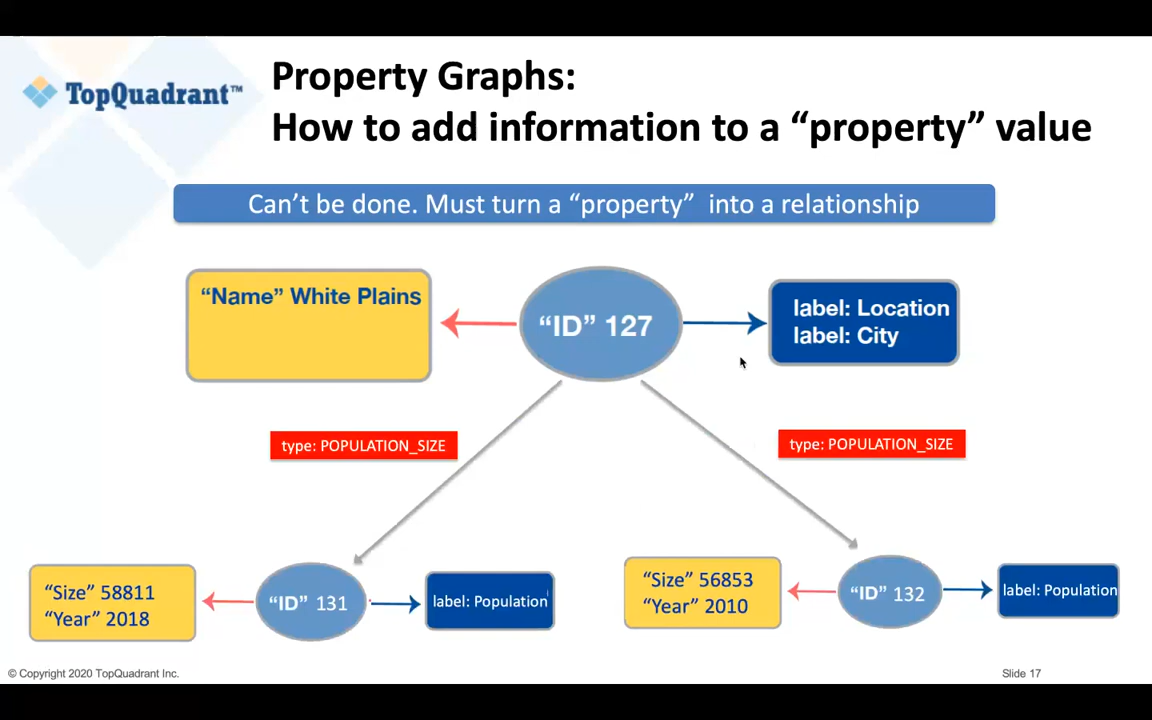 TopQuadrant™
Property Graphs:
How to add information to a “property” value
Can’t be done. Must turn a “property”  into a relationship
“Name” White Plains
“ID” 127
label: Location
label: City
type: POPULATION_SIZE
type: POPULATION_SIZE
“Size” 58811
“Year” 2018
“ID” 131
label: Population
“Size” 56853
“Year” 2010
“ID” 132
label: Population
© Copyright 2020 TopQuadrant Inc.
Slide 17